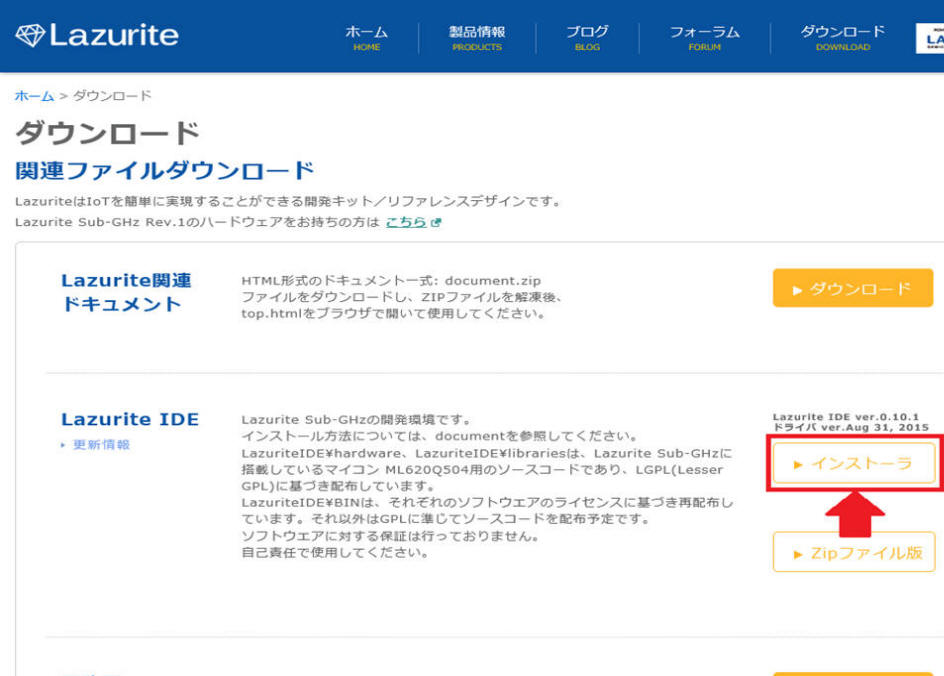 Lazurite
ホーム
HOME
製品情報
PRODUCTS
ブログ
BLOG
フォーラム
FORUM
ダウンロード
DOWNLOAD
ホーム > ダウンロード
ダウンロード
関連ファイルダウンロード
LazuriteはIoTを簡単に実現することができる開発キット／リファレンスデザインです。
Lazurite Sub-GHz Rev.1のハードウェアをお持ちの方は こちら
Lazurite関連
ドキュメント
HTML形式のドキュメント一式: document.zip
ファイルをダウンロードし、ZIPファイルを解凍後、
top.htmlをブラウザで開いて使用してください。
ダウンロード
Lazurite IDE
更新情報
Lazurite Sub-GHzの開発環境です。
インストール方法については、documentを参照してください。
LazuriteIDE¥hardware、LazuriteIDE¥librariesは、Lazurite Sub-GHzに
搭載しているマイコン ML620Q504用のソースコードであり、LGPL(Lesser
GPL)に基づき配布しています。
LazuriteIDE¥BINは、それぞれのソフトウエアのライセンスに基づき再配布し
ています。それ以外はGPLに準じてソースコードを配布予定です。
ソフトウエアに対する保証は行っておりません。
自己責任で使用してください。
Lazurite IDE ver.0.10.1
ドライバ ver.Aug 31, 2015
インストーラ
Zipファイル版